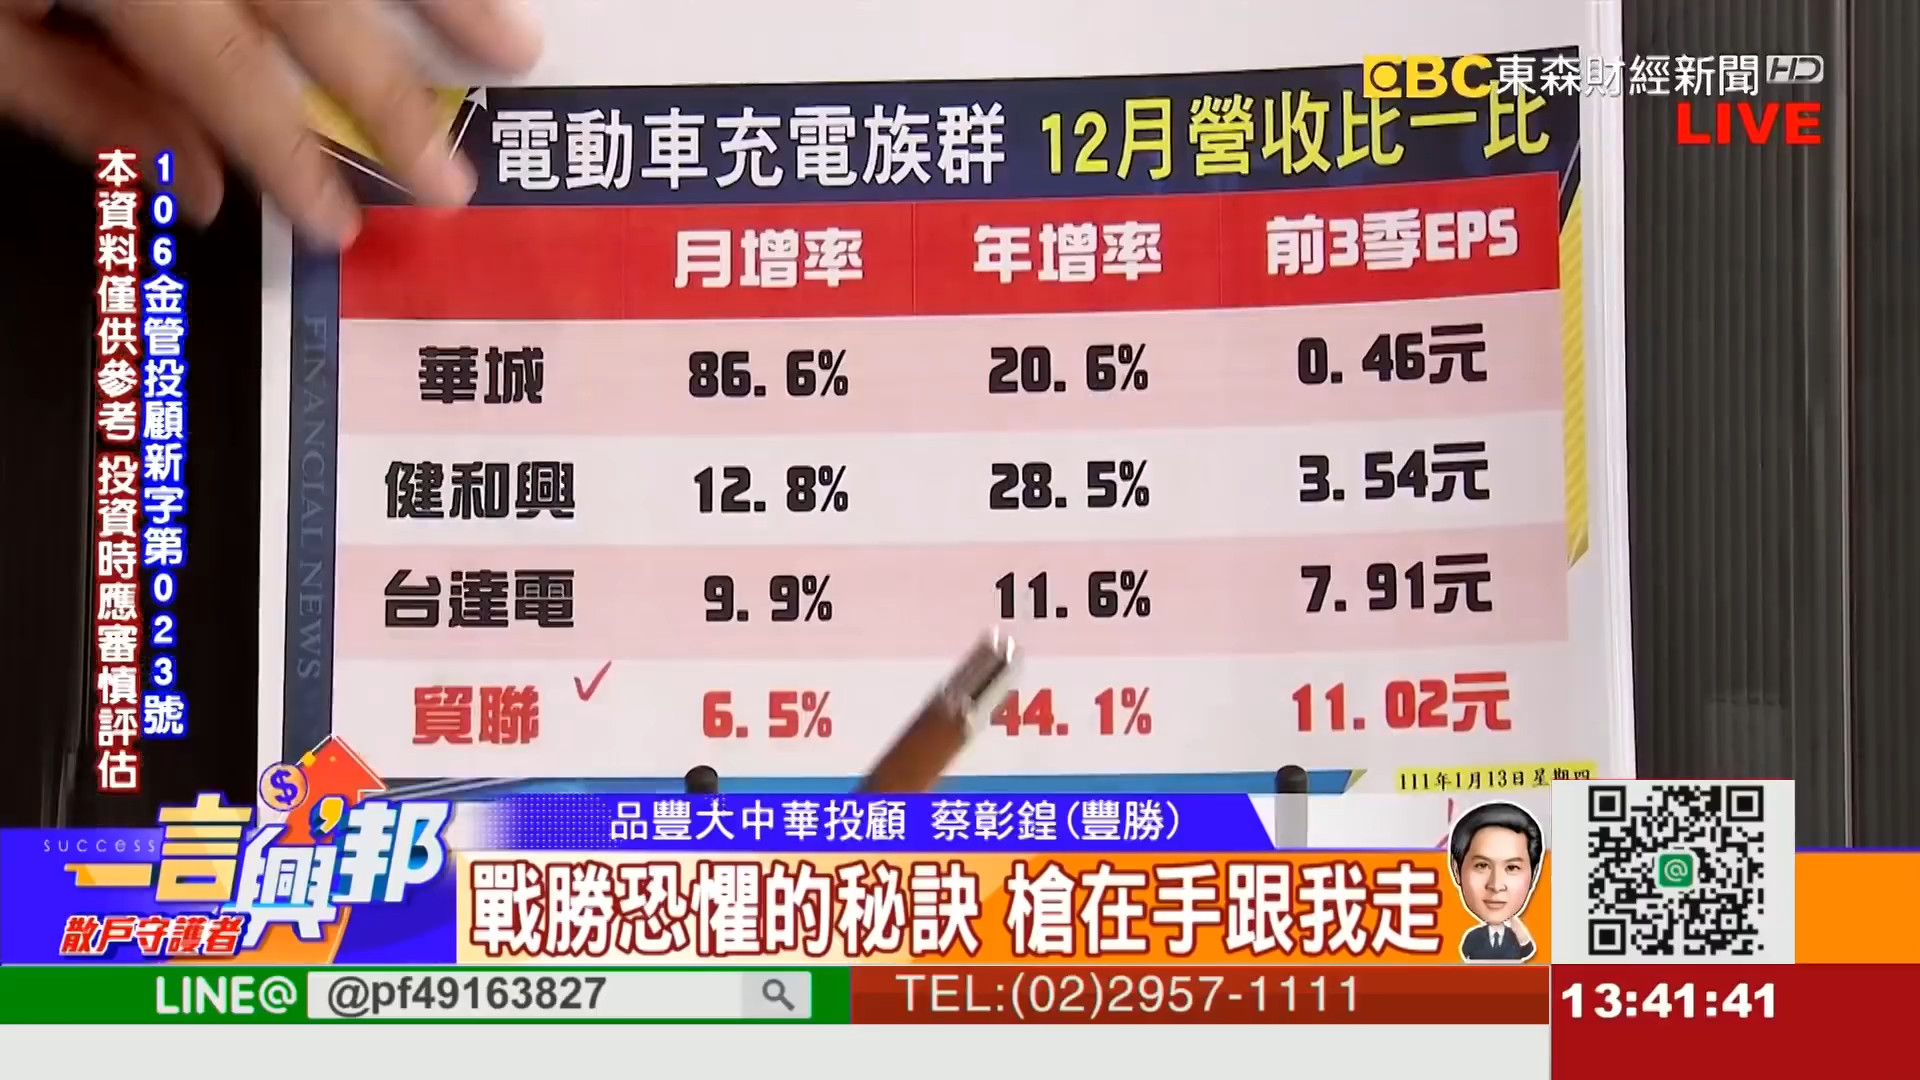 EBC東森財經新聞HD
LIVE
106金管投顧新字第023號
本資料僅供參考 投資時應審慎評估
電動車充電族群 12月營收比一比
月增率 年增率 前3季EPS
華城 86.6% 20.6% 0.46元
健和興 12.8% 28.5% 3.54元
台達電 9.9% 11.6% 7.91元
貿聯 6.5% 44.1% 11.02元
FINANCIAL NEWS
111年1月13日星期四
品豐大中華投顧 蔡彰鍠(豐勝)
success
一言興邦
散戶守護者
戰勝恐懼的秘訣 槍在手跟我走
LINE@ @pf49163827
TEL:(02)2957-1111
13:41:41